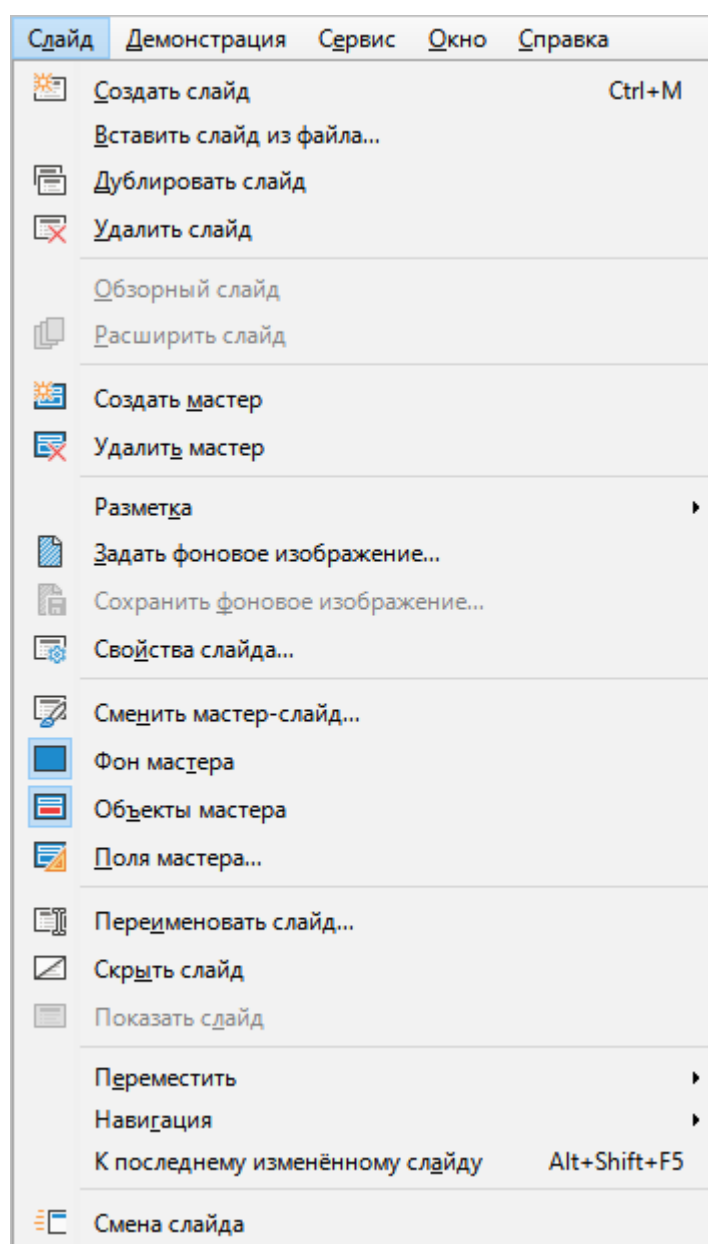 Слайд Демонстрация Сервис Окно Справка
Создать слайд Ctrl+M
Вставить слайд из файла...
Дублировать слайд
Удалить слайд
Обзорный слайд
Расширить слайд
Создать мастер
Удалить мастер
Разметка
Задать фоновое изображение...
Сохранить фоновое изображение...
Свойства слайда...
Сменить мастер-слайд...
Фон мастера
Объекты мастера
Поля мастера...
Переименовать слайд...
Скрыть слайд
Показать слайд
Переместить
Навигация
К последнему изменённому слайду Alt+Shift+F5
Смена слайда